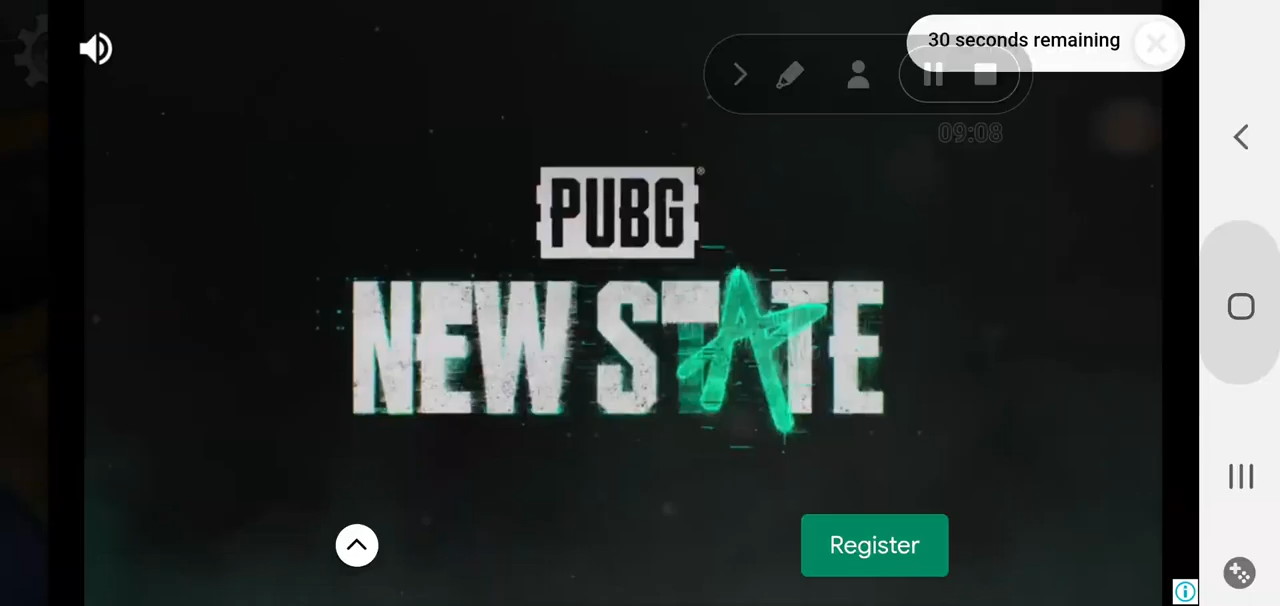 30 seconds remaining
09:08
PUBG®
NEW STATE
Register